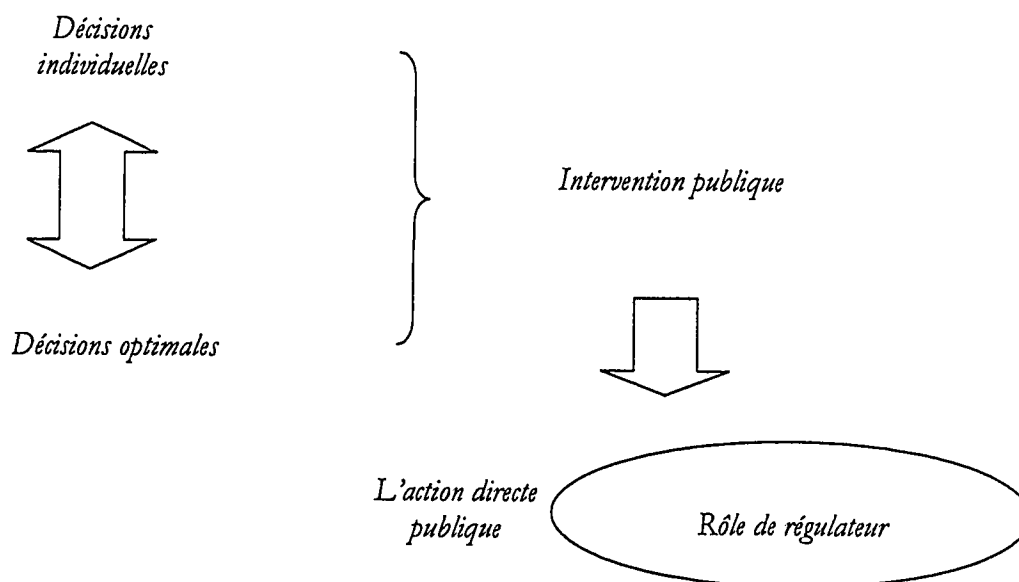 Décisions
individuelles
Intervention publique
Décisions optimales
L'action directe
publique
Rôle de régulateur